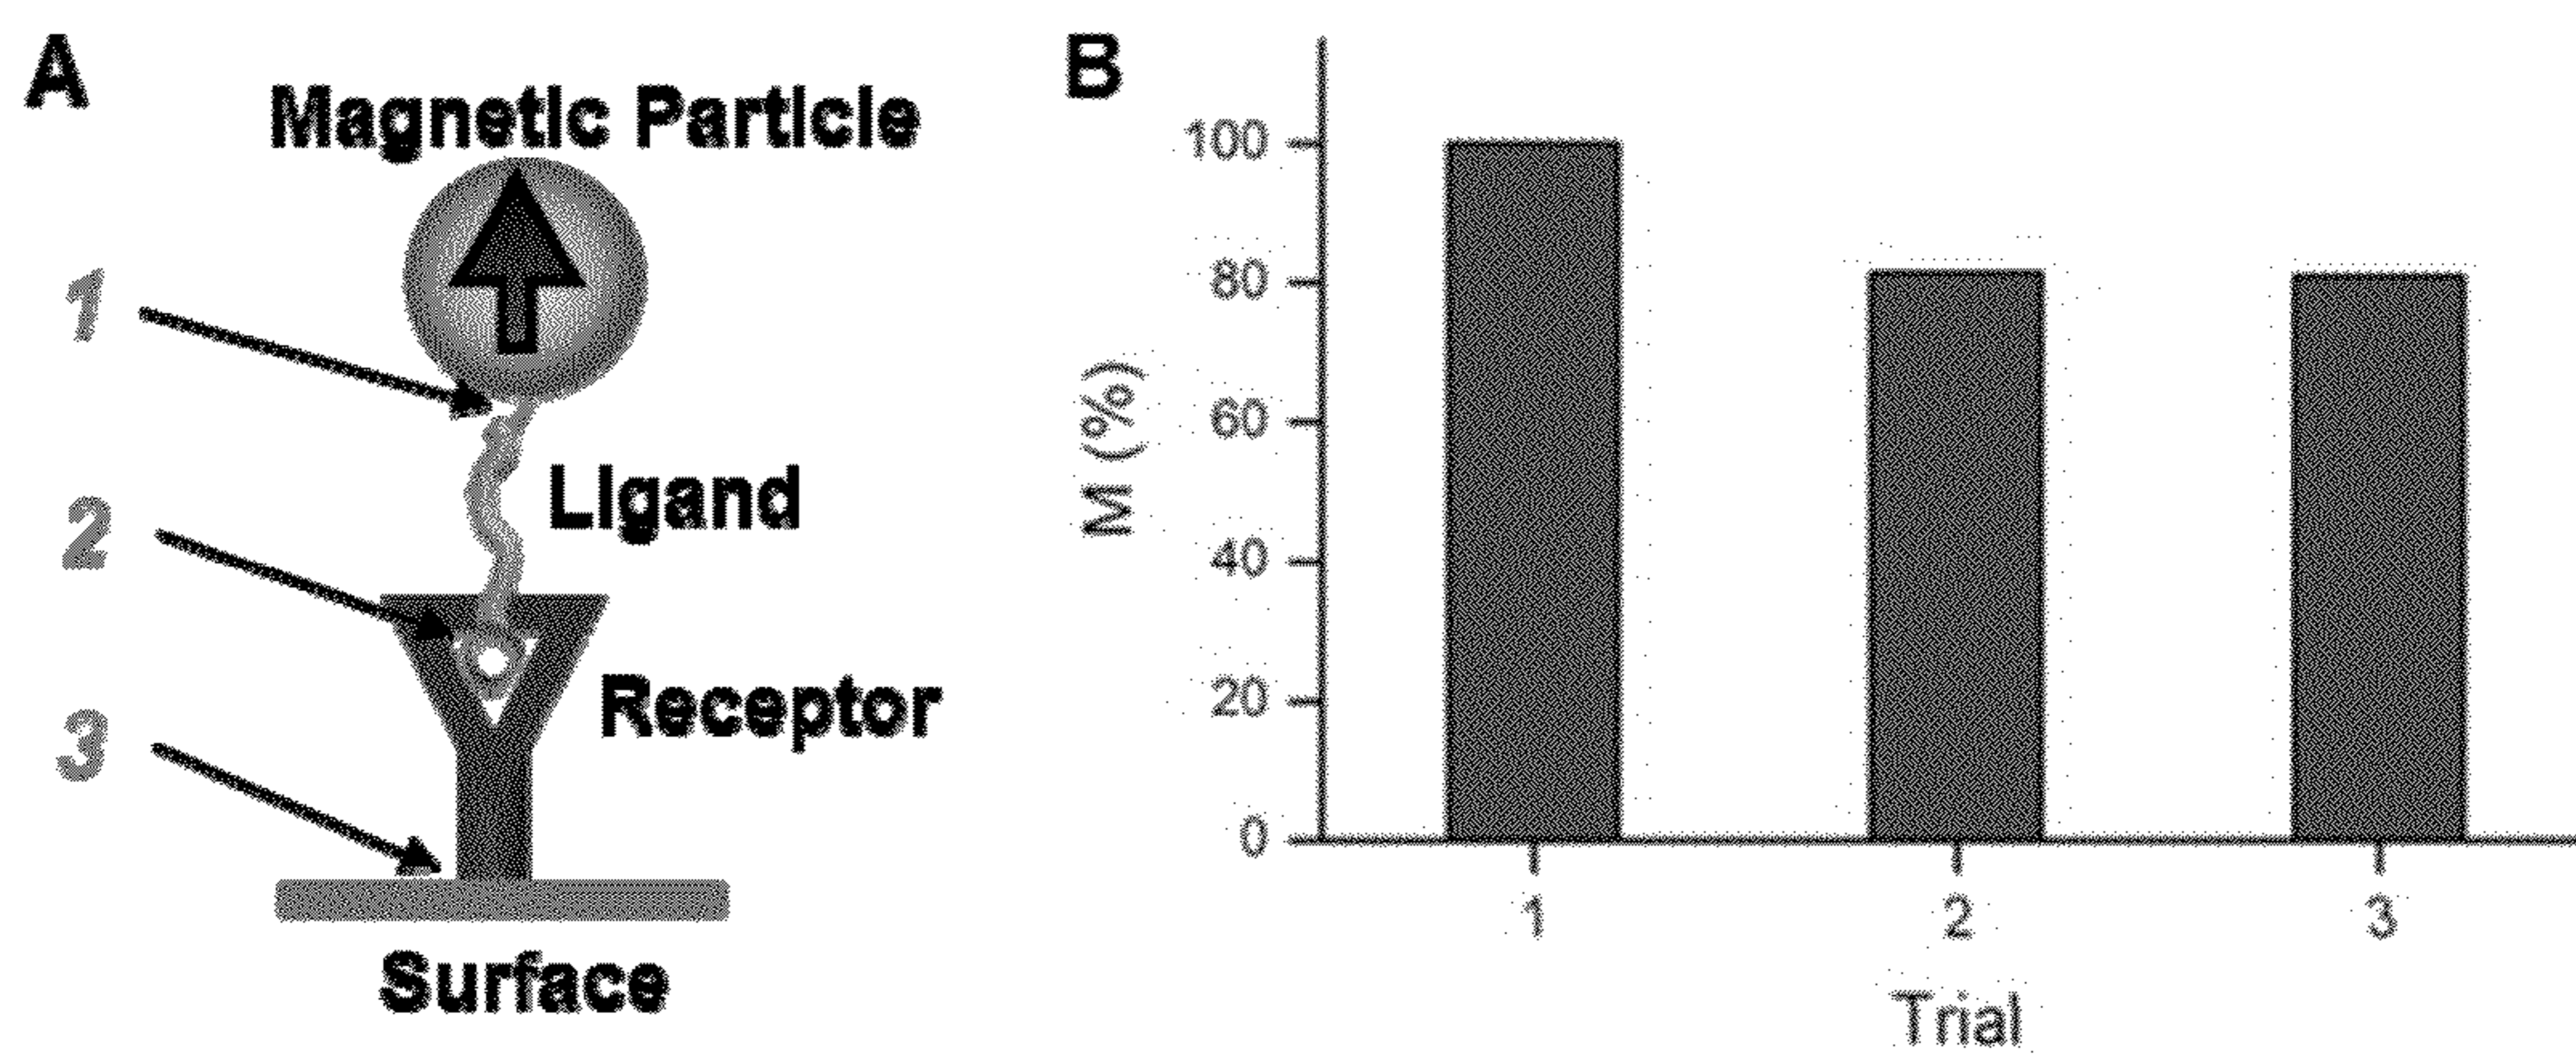 A
Magnetic Particle
1
2
3
Ligand
Receptor
Surface
B
M (%)
100
80
60
40
20
0
1
2
3
Trial